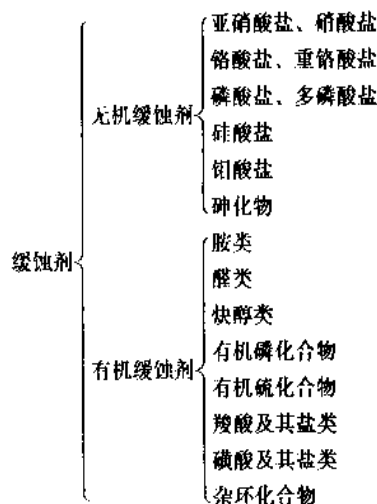 亚硝酸盐、硝酸盐
铬酸盐、重铬酸盐
磷酸盐、多磷酸盐
无机缓蚀剂
硅酸盐
钼酸盐
砷化物
缓蚀剂
胺类
醛类
炔醇类
有机磷化合物
有机缓蚀剂
有机硫化合物
羧酸及其盐类
磺酸及其盐类
杂环化合物